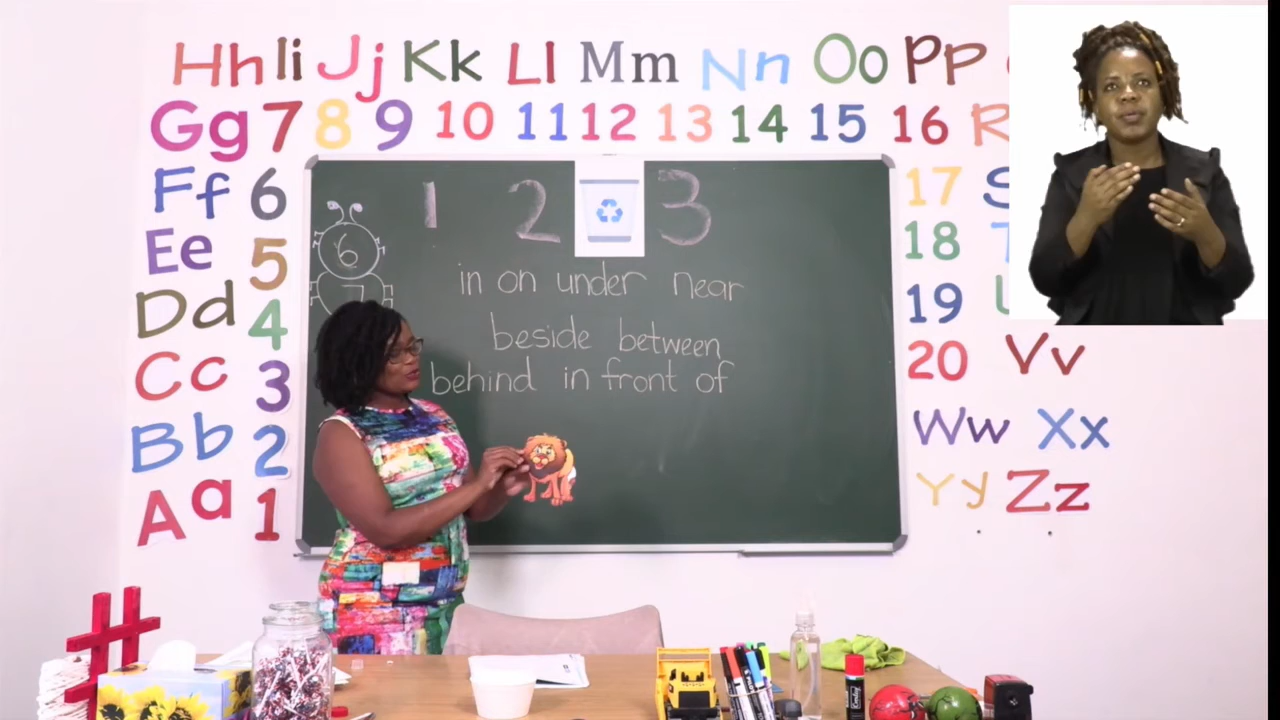 Hh Ii Jj Kk Ll Mm Nn Oo Pp
Gg 7 8 9 10 11 12 13 14 15 16 R
Ff 6
Ee 5
Dd 4
Cc 3
Bb 2
Aa 1
1 2 3
6
7
in on under near
beside between
behind in front of
17 S
18 T
19 U
20 Vv
Ww Xx
Yy Zz